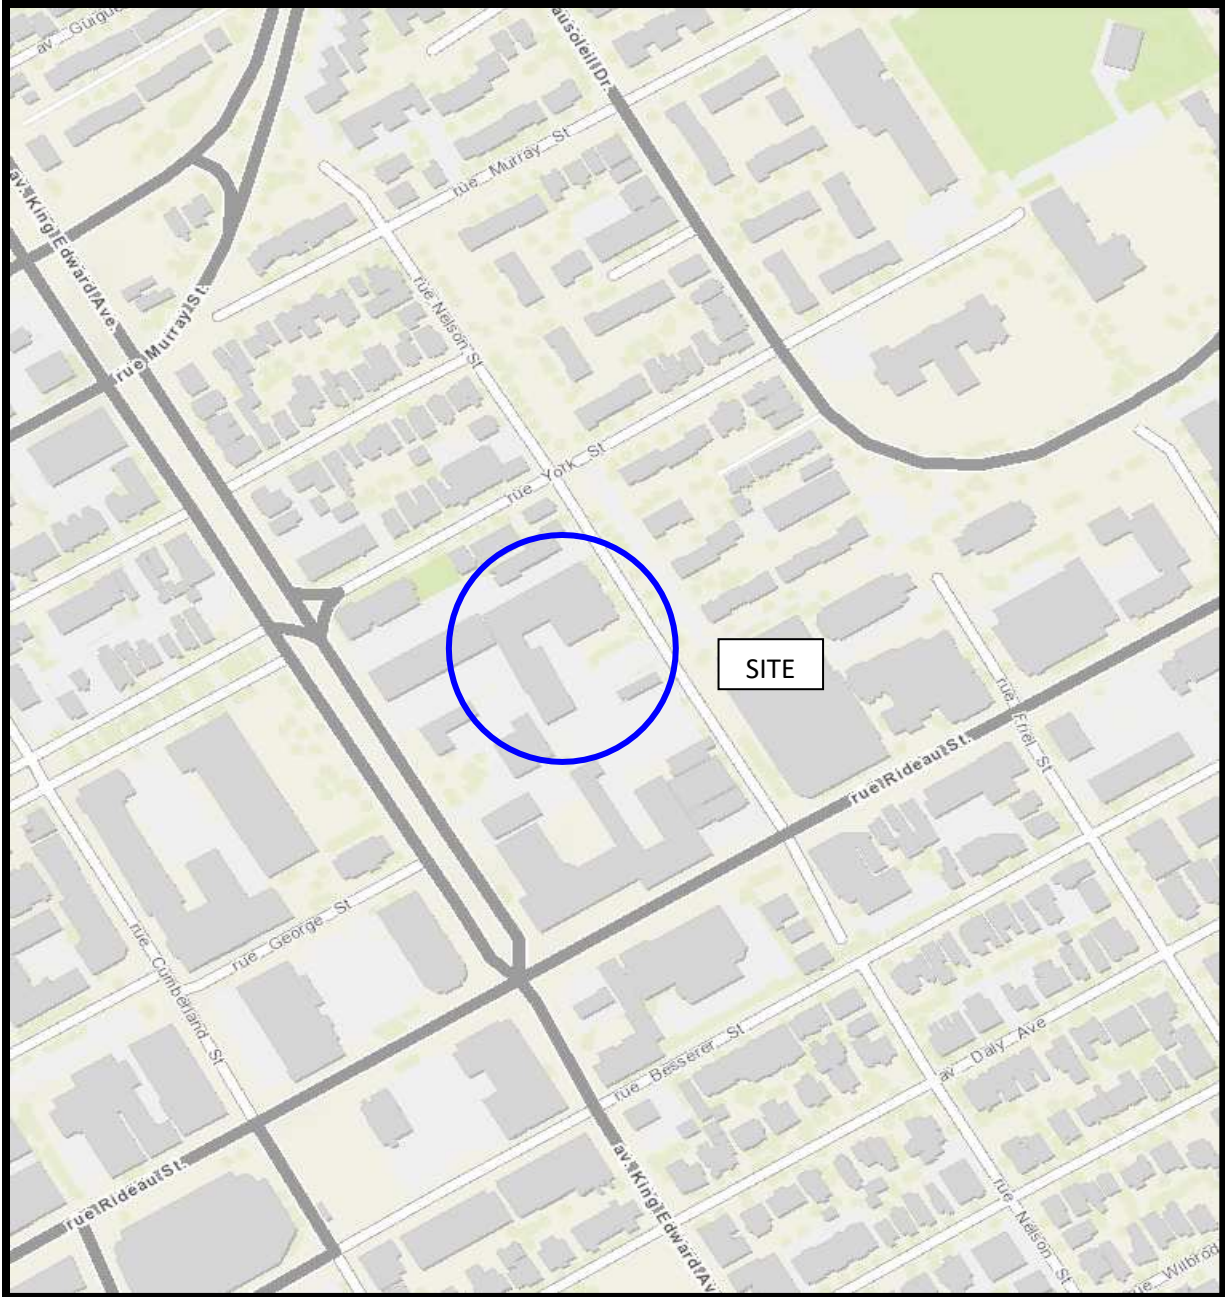 av Guigue
ausoleil Dr.
rue Murray St
av. King Edward Ave.
rue Nelson St
rue Murray St.
rue York St
SITE
rue Friel St
rue Rideau St.
rue George St
rue Cumberland St
av Daly Ave
rue Besserer St
rue Rideau St.
av. King Edward Av
rue Nelson St
rue Wilbrod